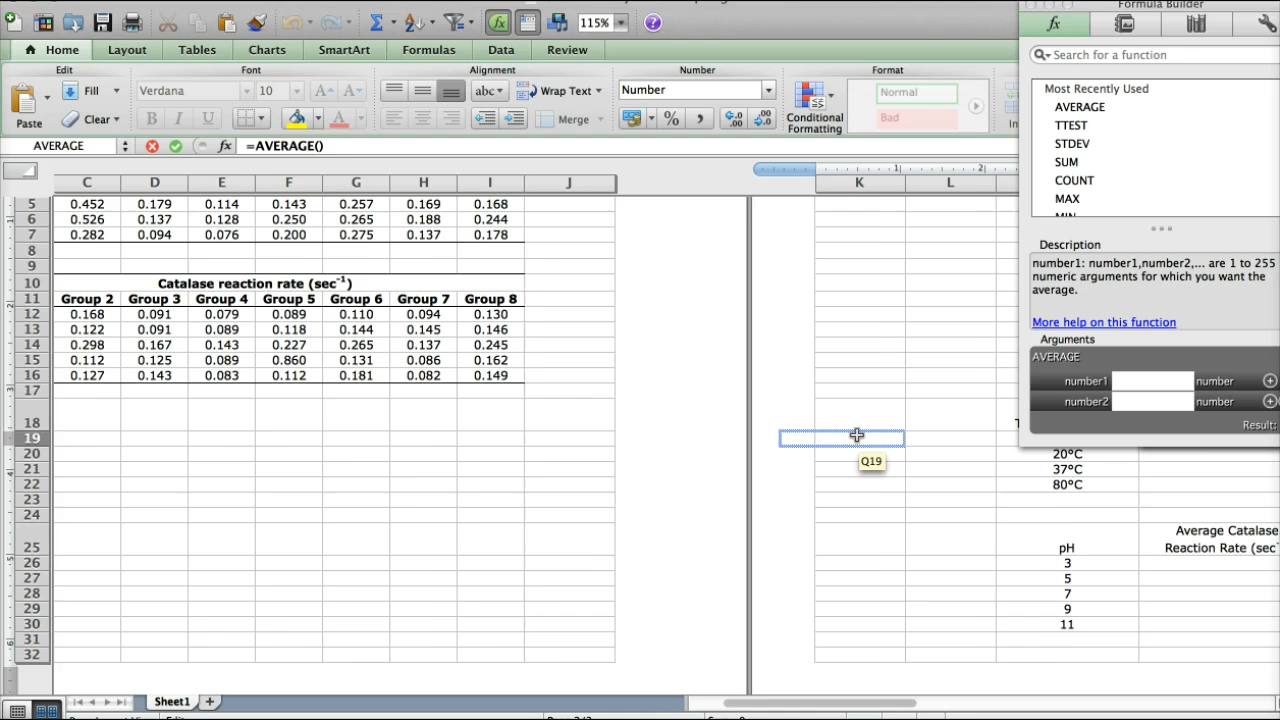 115%
Home Layout Tables Charts SmartArt Formulas Data Review
Formula Builder
fx
Edit Font Alignment Number Format
Fill Verdana 10 abc Wrap Text Number Normal
Paste Clear B I U A Merge % Conditional Formatting Bad
AVERAGE =AVERAGE()
Search for a function
Most Recently Used
AVERAGE
TTEST
STDEV
SUM
COUNT
MAX
MIN
Description
number1: number1,number2,... are 1 to 255
numeric arguments for which you want the
average.
More help on this function
Arguments
AVERAGE
number1 number
number2 number
Result:
1 2
C D E F G H I J K L
5 0.452 0.179 0.114 0.143 0.257 0.169 0.168
6 0.526 0.137 0.128 0.250 0.265 0.188 0.244
7 0.282 0.094 0.076 0.200 0.275 0.137 0.178
8
9
10 Catalase reaction rate (sec⁻¹)
11 Group 2 Group 3 Group 4 Group 5 Group 6 Group 7 Group 8
12 0.168 0.091 0.079 0.089 0.110 0.094 0.130
13 0.122 0.091 0.089 0.118 0.144 0.145 0.146
14 0.298 0.167 0.143 0.227 0.265 0.137 0.245
15 0.112 0.125 0.089 0.860 0.131 0.086 0.162
16 0.127 0.143 0.083 0.112 0.181 0.082 0.149
17
18
19
Q19
20 20°C
21 37°C
22 80°C
23
24
Average Catalase
25 pH Reaction Rate (sec⁻
26 3
27 5
28 7
29 9
30 11
31
32
Sheet1